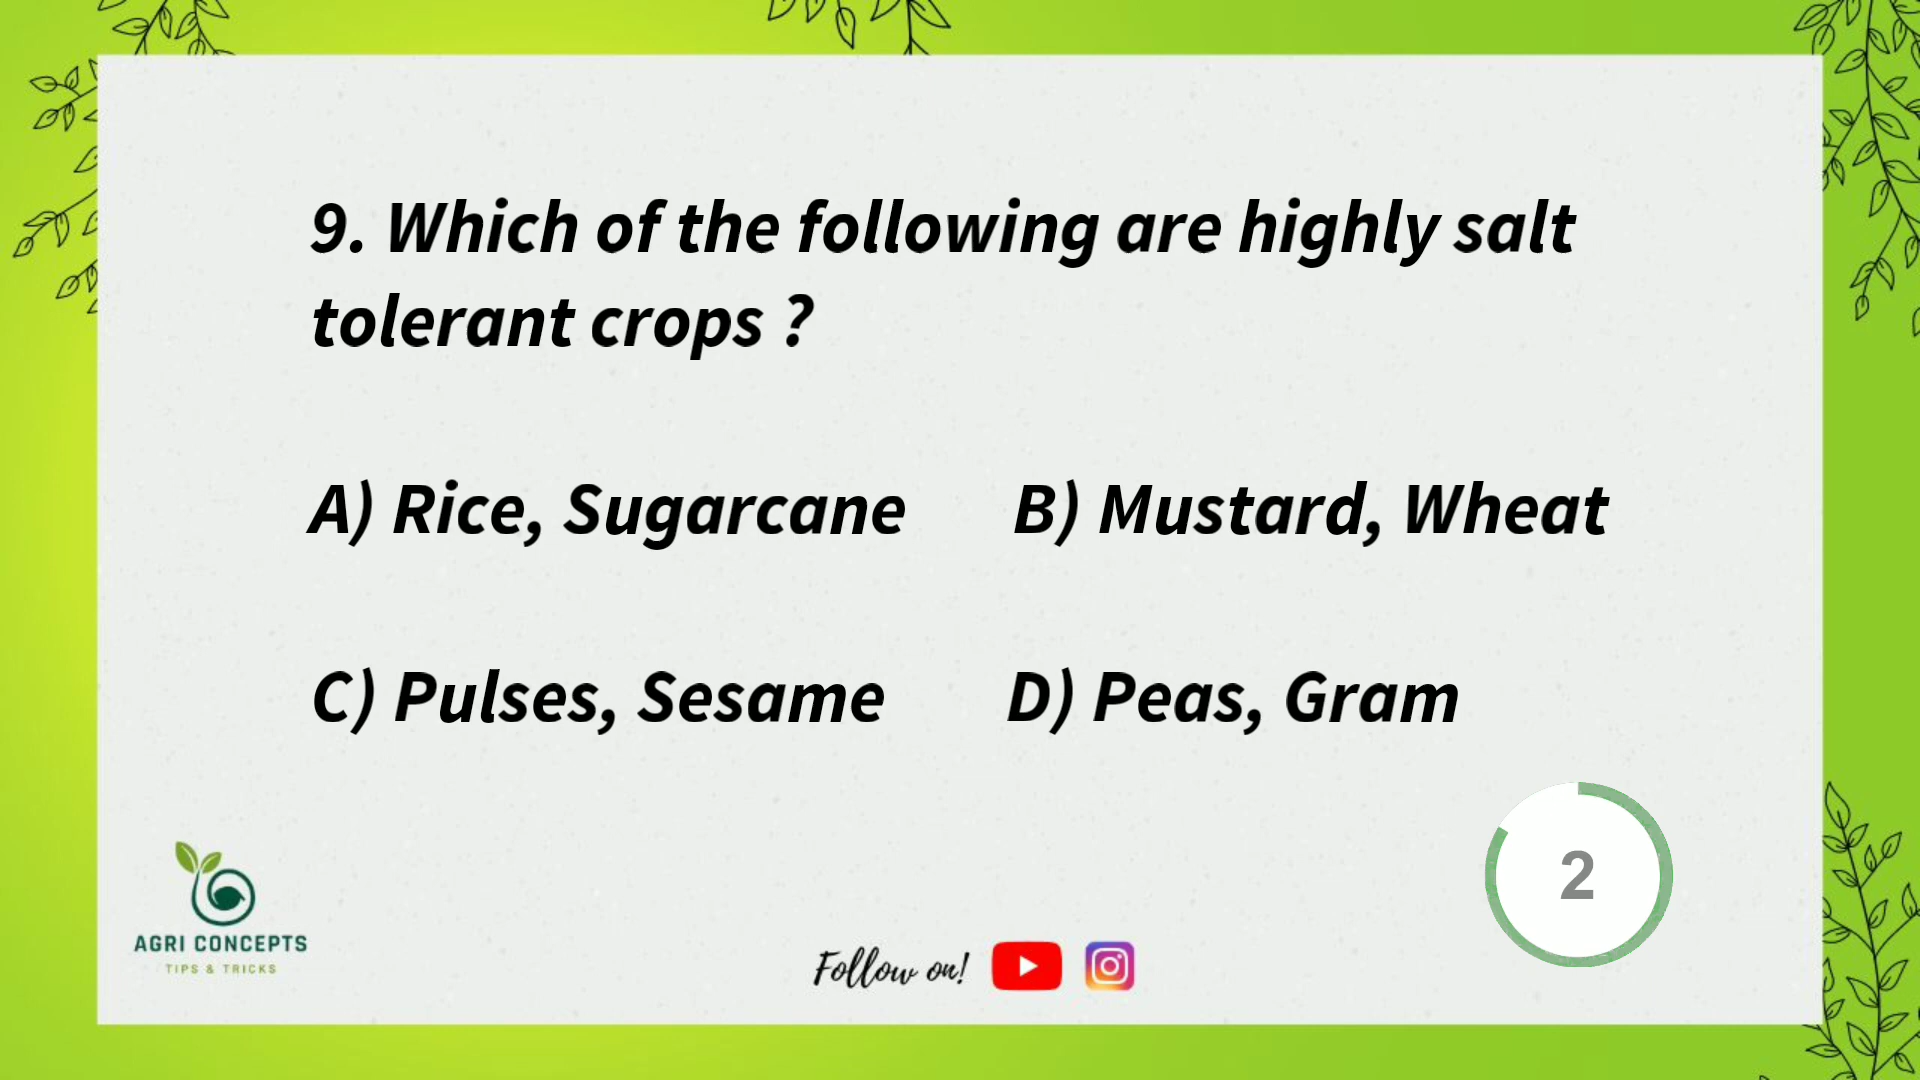 9. Which of the following are highly salt
tolerant crops ?
A) Rice, Sugarcane B) Mustard, Wheat
C) Pulses, Sesame D) Peas, Gram
2
AGRI CONCEPTS
TIPS & TRICKS
Follow on!